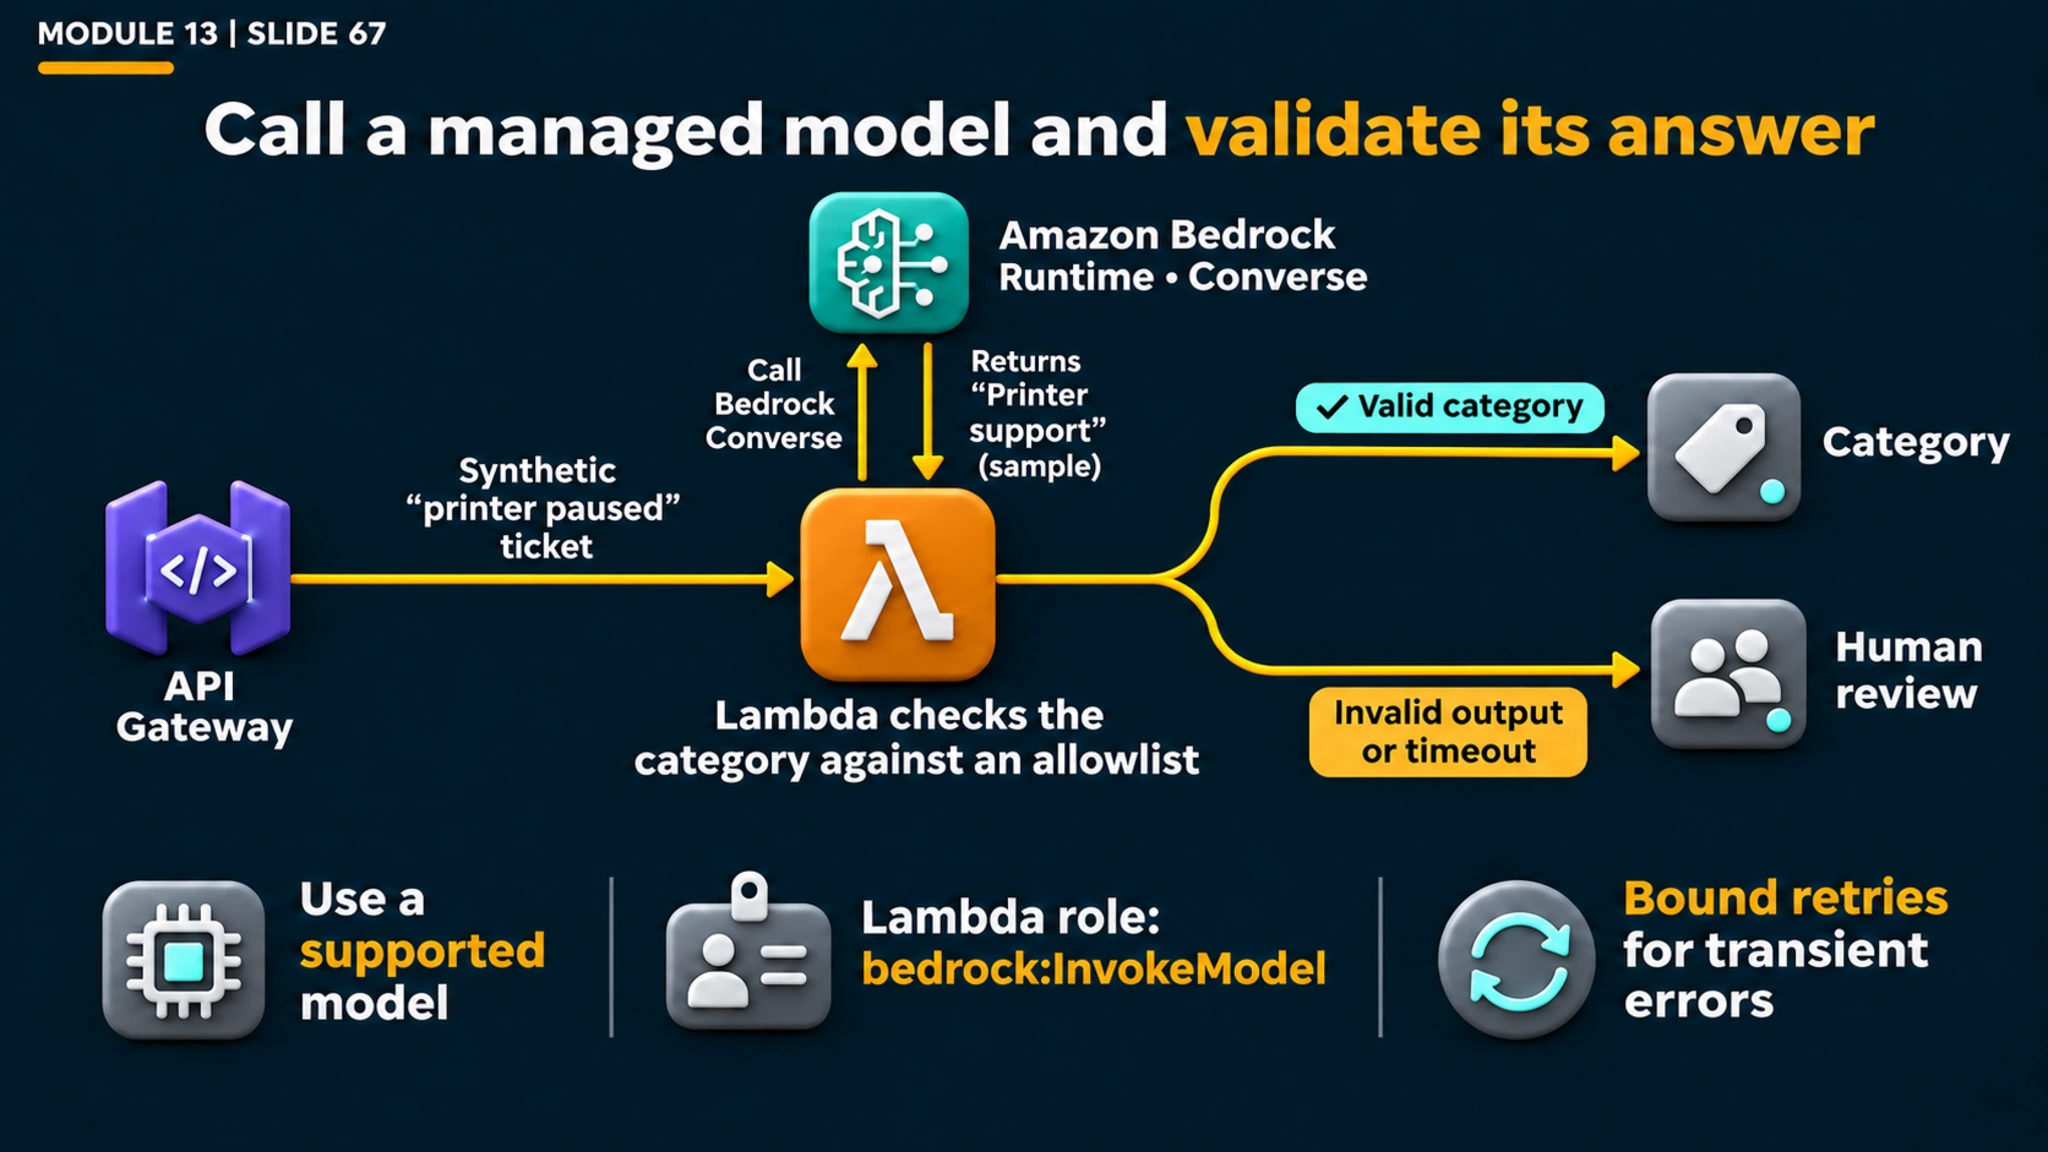 MODULE 13 | SLIDE 67
Call a managed model and validate its answer
Amazon Bedrock
Runtime • Converse
Call
Bedrock
Converse
Returns
“Printer
support”
(sample)
Synthetic
“printer paused”
ticket
API
Gateway
Lambda checks the
category against an allowlist
✓ Valid category
Category
Invalid output
or timeout
Human
review
Use a
supported
model
Lambda role:
bedrock:InvokeModel
Bound retries
for transient
errors